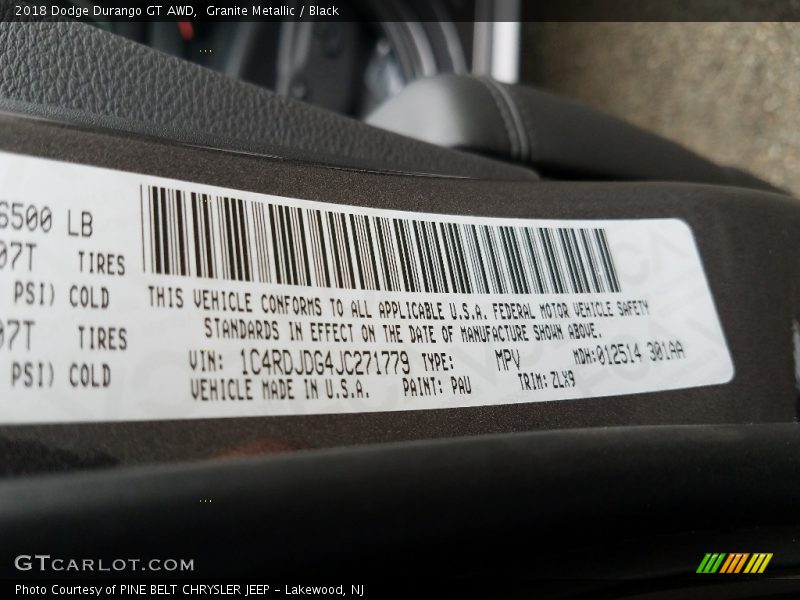 2018 Dodge Durango GT AWD,  Granite Metallic / Black
6500 LB
07T TIRES
PSI) COLD
07T TIRES
PSI) COLD
THIS VEHICLE CONFORMS TO ALL APPLICABLE U.S.A. FEDERAL MOTOR VEHICLE SAFETY
STANDARDS IN EFFECT ON THE DATE OF MANUFACTURE SHOWN ABOVE.
VIN: 1C4RDJDG4JC271779 TYPE: MPV MDH:012514 301AA
VEHICLE MADE IN U.S.A. PAINT: PAU TRIM: ZLX9
GTCARLOT.COM
Photo Courtesy of PINE BELT CHRYSLER JEEP - Lakewood, NJ